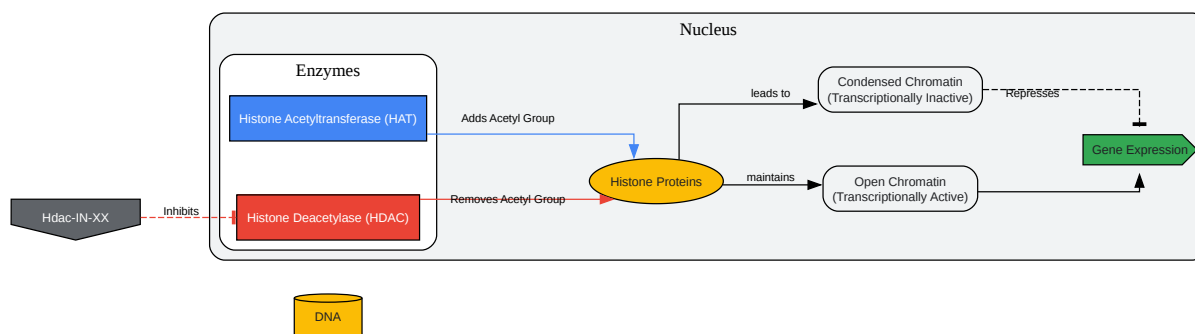 Nucleus
Enzymes
Histone Acetyltransferase (HAT)
Adds Acetyl Group
Histone Deacetylase (HDAC)
Removes Acetyl Group
Hdac-IN-XX
Inhibits
Histone Proteins
leads to
maintains
Condensed Chromatin
(Transcriptionally Inactive)
Represses
Open Chromatin
(Transcriptionally Active)
Gene Expression
DNA